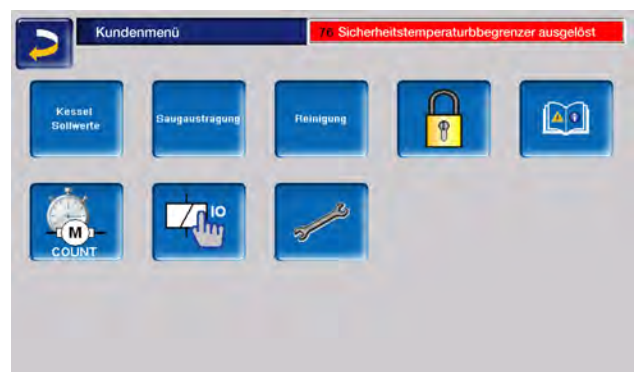 Kundenmenü
76 Sicherheitstemperaturbbegrenzer ausgelöst
Kessel
Sollwerte
Saugaustragung
Reinigung
M
COUNT
IO